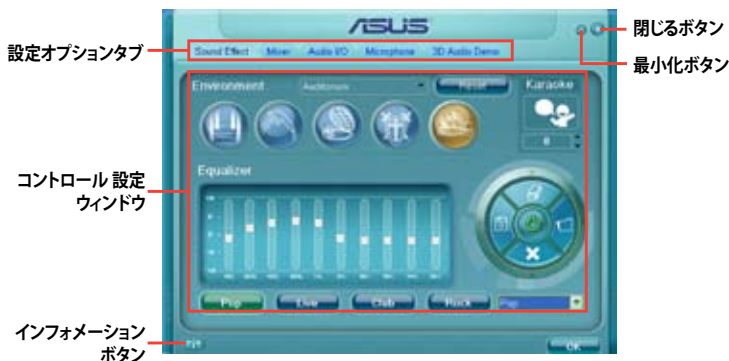 ASUS
閉じるボタン
設定オプションタブ
Sound Effect Mixer Audio I/O Microphone 3D Audio Demo
最小化ボタン
Environment
Auditorium
Reset
Karaoke
0
コントロール 設定
ウィンドウ
Equalizer
Pop Live Club Rock Pop
インフォメーション
ボタン
OK